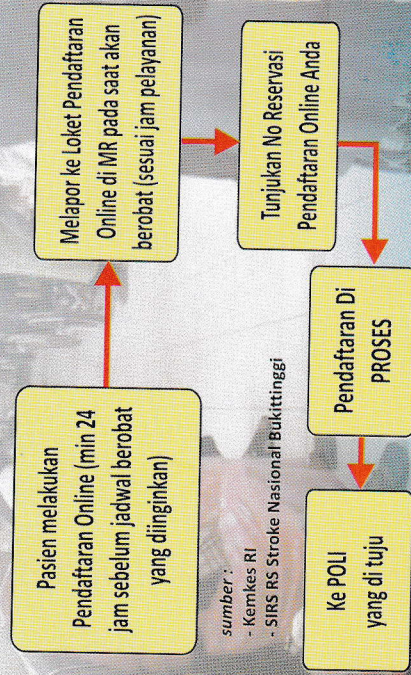 Pasien melakukan
Pendaftaran Online (min 24
jam sebelum jadwal berobat
yang diinginkan)
Melapor ke Loket Pendaftaran
Online di MR pada saat akan
berobat (sesuai jam pelayanan)
Tunjukan No Reservasi
Pendaftaran Online Anda
Pendaftaran Di
PROSES
Ke POLI
yang di tuju
sumber :
- Kemkes RI
- SIRS RS Stroke Nasional Bukittinggi